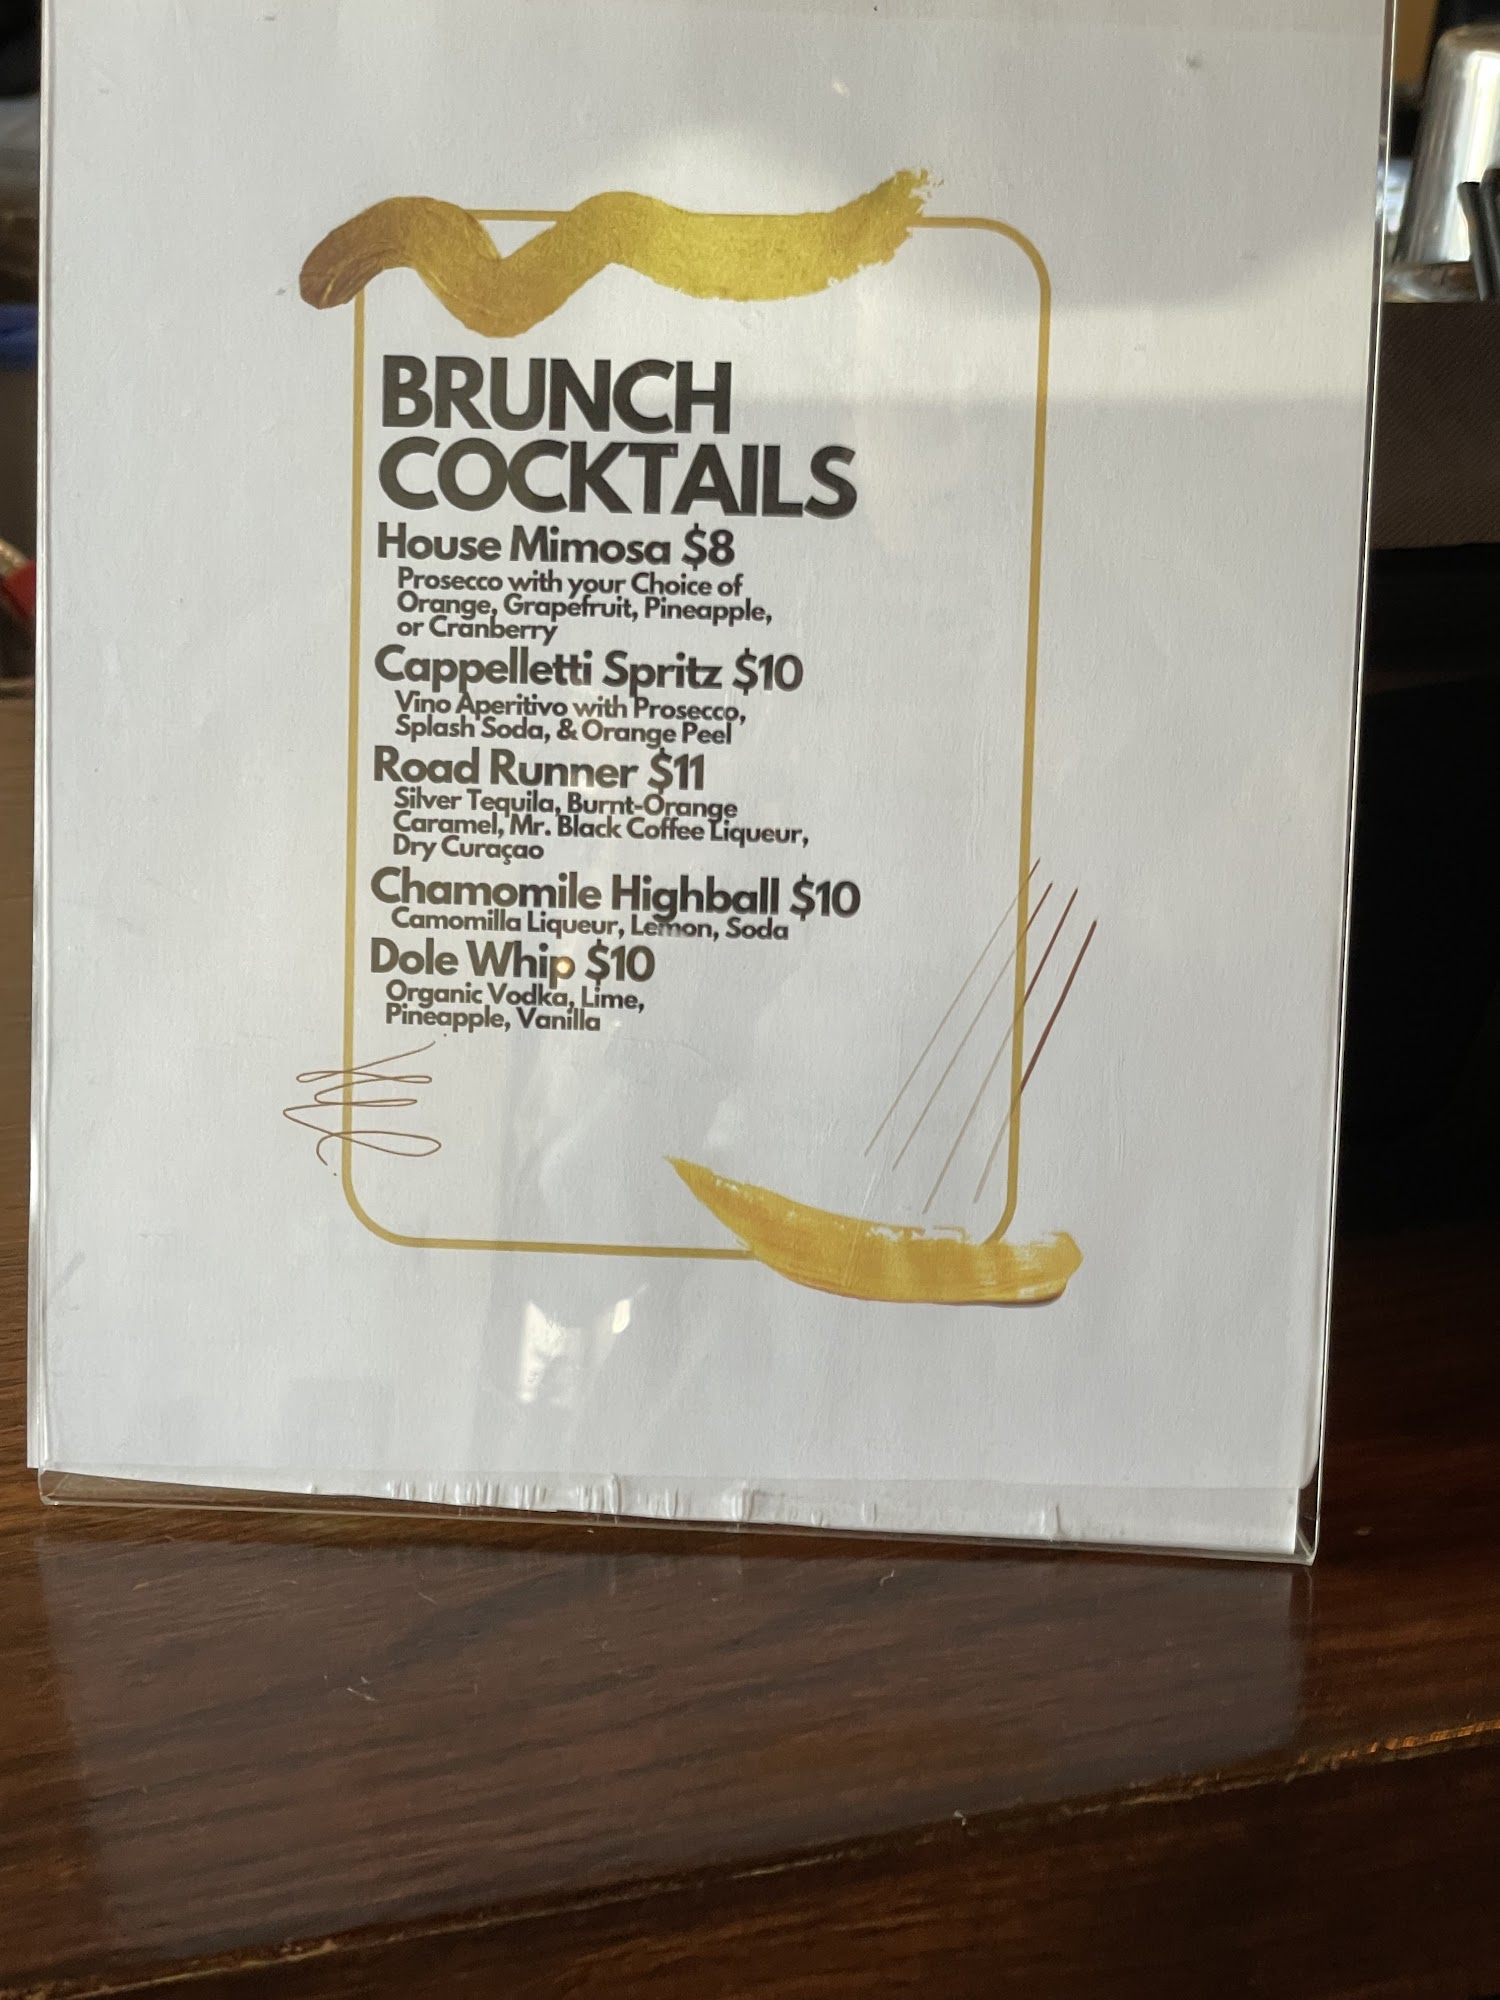 BRUNCH
COCKTAILS
House Mimosa $8
Prosecco with your Choice of
Orange, Grapefruit, Pineapple,
or Cranberry
Cappelletti Spritz $10
Vino Aperitivo with Prosecco,
Splash Soda, & Orange Peel
Road Runner $11
Silver Tequila, Burnt-Orange
Caramel, Mr. Black Coffee Liqueur,
Dry Curaçao
Chamomile Highball $10
Camomilla Liqueur, Lemon, Soda
Dole Whip $10
Organic Vodka, Lime,
Pineapple, Vanilla